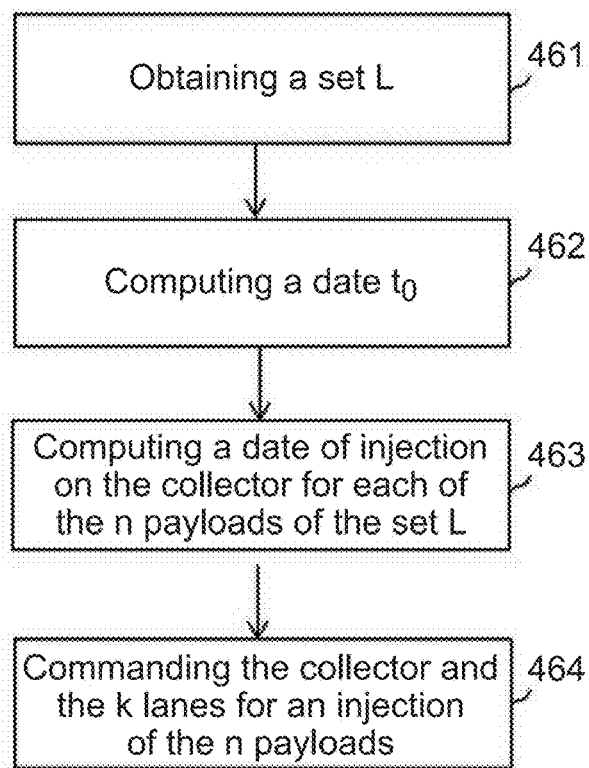 Obtaining a set L
461
Computing a date t0
462
Computing a date of injection
on the collector for each of
the n payloads of the set L
463
Commanding the collector and
the k lanes for an injection
of the n payloads
464